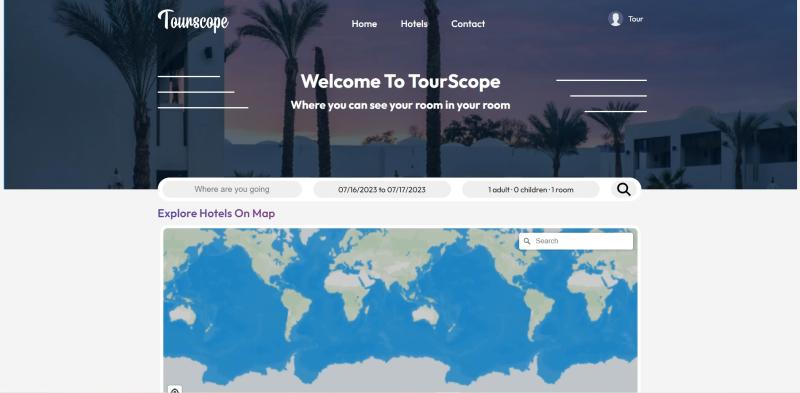 Tourscope
Home Hotels Contact
Tour
Welcome To TourScope
Where you can see your room in your room
Where are you going 07/16/2023 to 07/17/2023 1 adult · 0 children · 1 room
Explore Hotels On Map
Search